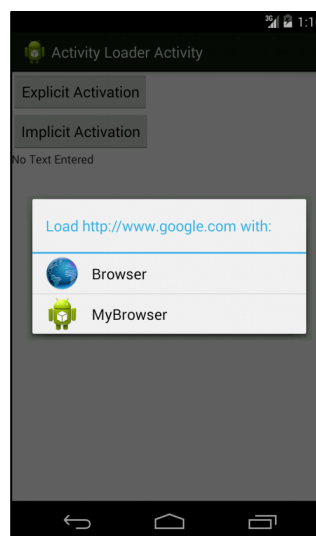 3G 1:1
Activity Loader Activity
Explicit Activation
Implicit Activation
No Text Entered
Load http://www.google.com with:
Browser
MyBrowser